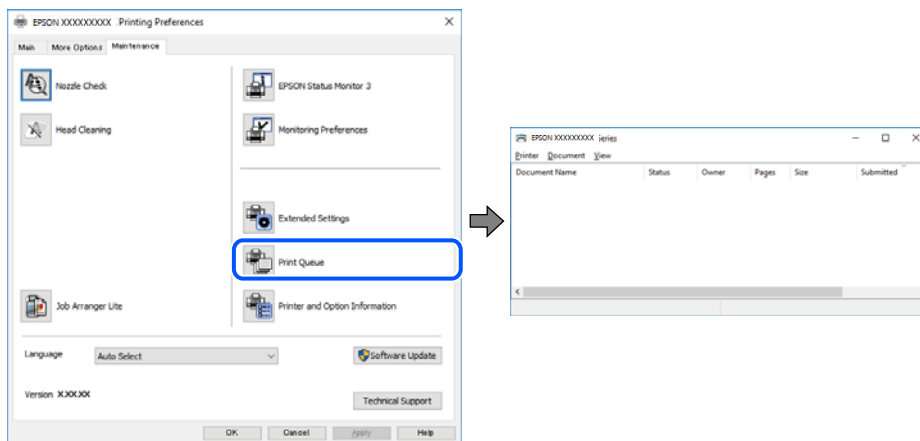 EPSON XXXXXXXXX Printing Preferences
Main More Options Maintenance
Nozzle Check
Head Cleaning
Job Arranger Lite
EPSON Status Monitor 3
Monitoring Preferences
Extended Settings
Print Queue
Printer and Option Information
Language Auto Select Software Update
Version X.XX.XX Technical Support
OK Cancel Apply Help
EPSON XXXXXXXXX ieries
Printer Document View
Document Name Status Owner Pages Size Submitted